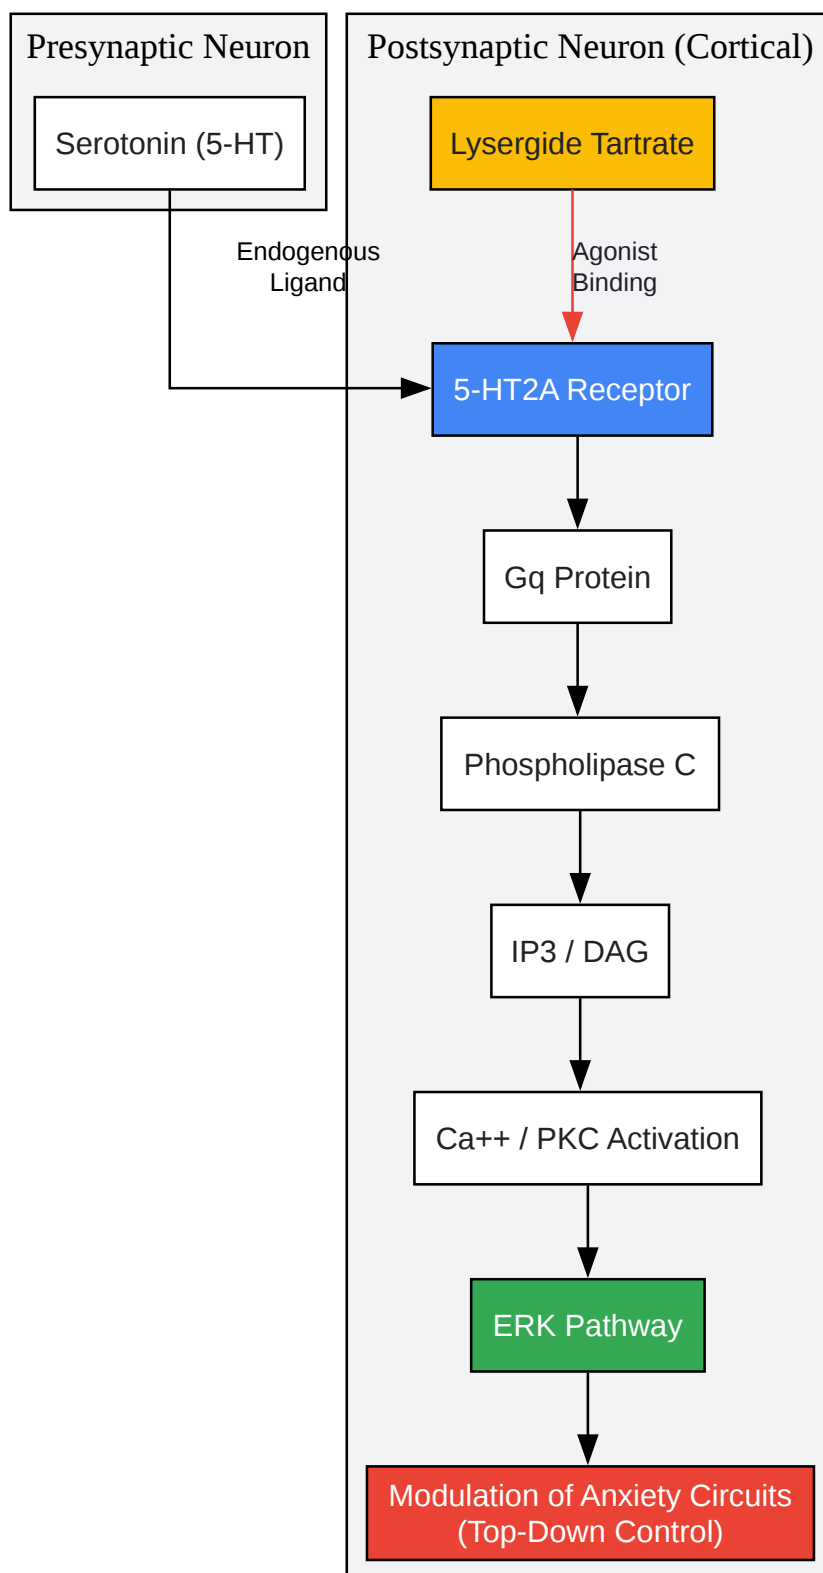 Presynaptic Neuron
Serotonin (5-HT)
Postsynaptic Neuron (Cortical)
Lysergide Tartrate
Endogenous
Ligand
Agonist
Binding
5-HT2A Receptor
Gq Protein
Phospholipase C
IP3 / DAG
Ca++ / PKC Activation
ERK Pathway
Modulation of Anxiety Circuits
(Top-Down Control)